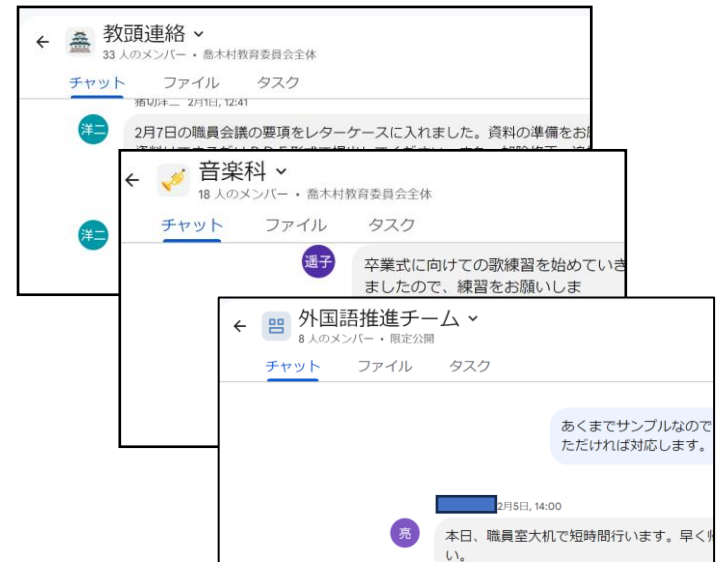 教頭連絡
33 人のメンバー • 喬木村教育委員会全体
チャット ファイル タスク
2月1日, 12:41
洋二
2月7日の職員会議の要項をレターケースに入れました。資料の準備をお
洋二
音楽科
18 人のメンバー • 喬木村教育委員会全体
チャット ファイル タスク
遥子
卒業式に向けての歌練習を始めていき
ましたので、練習をお願いしま
外国語推進チーム
8 人のメンバー • 限定公開
チャット ファイル タスク
あくまでサンプルなので
ただければ対応します。
2月5日, 14:00
亮
本日、職員室大机で短時間行います。早く
い。